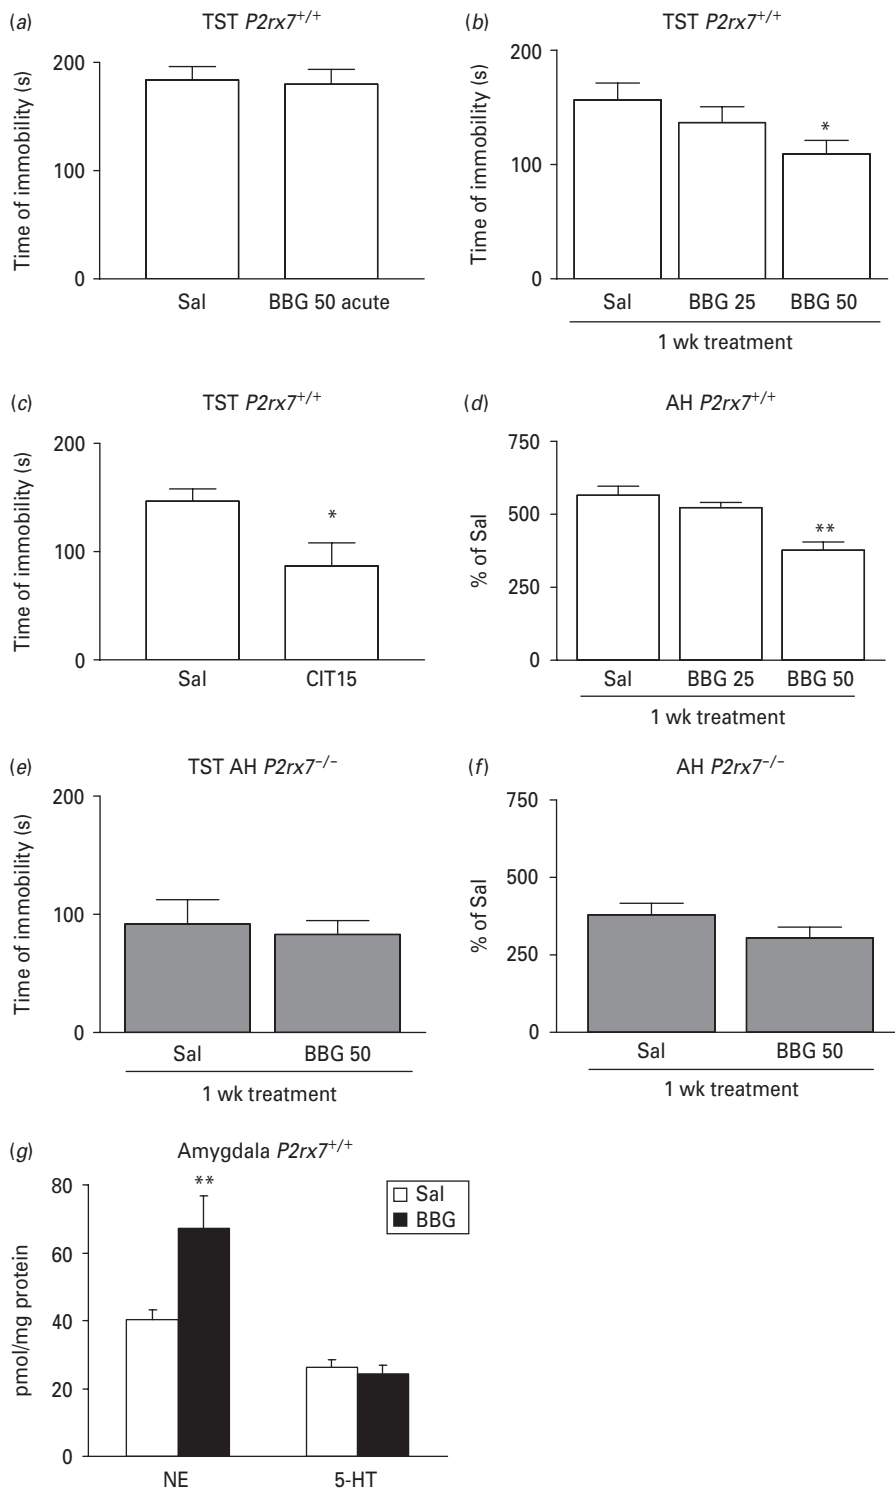 (a) TST P2rx7+/+
Time of immobility (s)
200
100
0
Sal BBG 50 acute
(b) TST P2rx7+/+
Time of immobility (s)
200
100
0
*
Sal BBG 25 BBG 50
1 wk treatment
(c) TST P2rx7+/+
Time of immobility (s)
200
100
0
*
Sal CIT15
(d) AH P2rx7+/+
% of Sal
750
500
250
0
**
Sal BBG 25 BBG 50
1 wk treatment
(e) TST AH P2rx7−/−
Time of immobility (s)
200
100
0
Sal BBG 50
1 wk treatment
(f) AH P2rx7−/−
% of Sal
750
500
250
0
Sal BBG 50
1 wk treatment
(g) Amygdala P2rx7+/+
pmol/mg protein
80
60
40
20
0
**
Sal
BBG
NE 5-HT